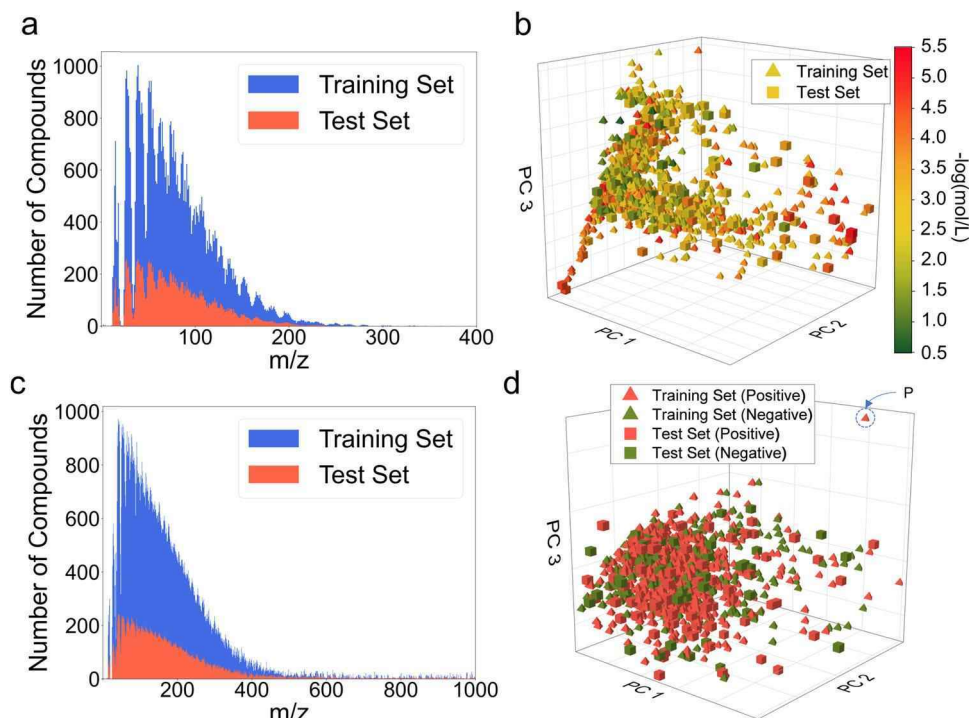 a
Number of Compounds
1000
800
600
400
200
0
100
200
300
400
m/z
Training Set
Test Set
b
Training Set
Test Set
PC 3
PC 1
PC 2
5.5
5.0
4.5
4.0
3.5
3.0
2.5
2.0
1.5
1.0
0.5
-log(mol/L)
c
Number of Compounds
1000
800
600
400
200
0
200
400
600
800
1000
m/z
Training Set
Test Set
d
Training Set (Positive)
Training Set (Negative)
Test Set (Positive)
Test Set (Negative)
P
PC 3
PC 1
PC 2